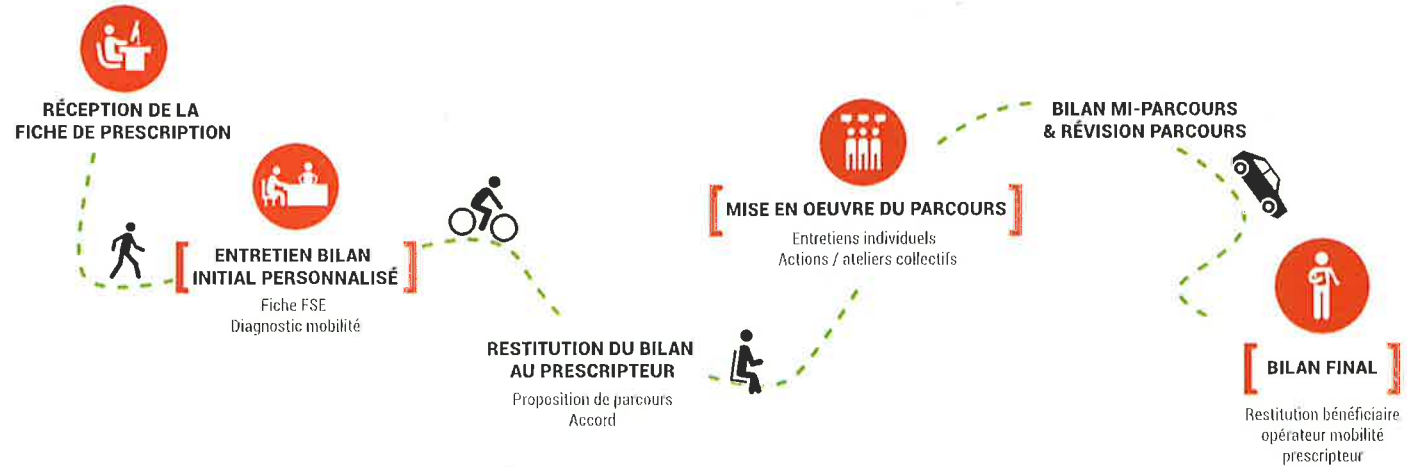 RÉCEPTION DE LA
FICHE DE PRESCRIPTION
ENTRETIEN BILAN
INITIAL PERSONNALISÉ
Fiche FSE
Diagnostic mobilité
RESTITUTION DU BILAN
AU PRESCRIPTEUR
Proposition de parcours
Accord
MISE EN OEUVRE DU PARCOURS
Entretiens individuels
Actions / ateliers collectifs
BILAN MI-PARCOURS
& RÉVISION PARCOURS
BILAN FINAL
Restitution bénéficiaire
opérateur mobilité
prescripteur